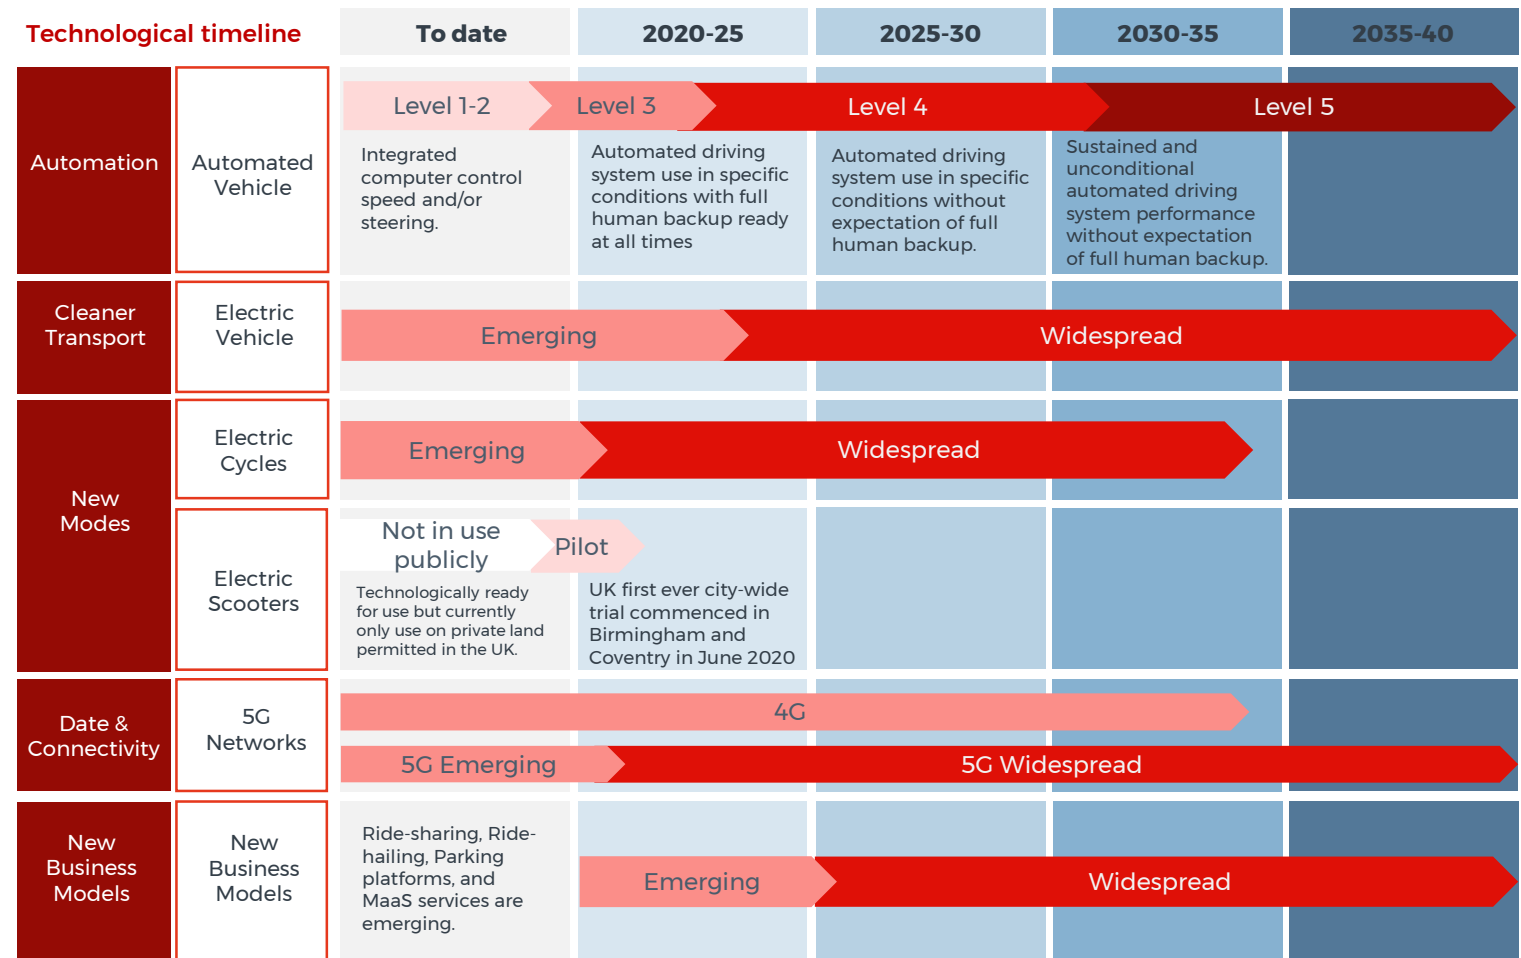 Technological timeline
To date
2020-25
2025-30
2030-35
2035-40
Automation
Automated
Vehicle
Level 1-2
Level 3
Level 4
Level 5
Integrated
computer control
speed and/or
steering.
Automated driving
system use in specific
conditions with full
human backup ready
at all times
Automated driving
system use in specific
conditions without
expectation of full
human backup.
Sustained and
unconditional
automated driving
system performance
without expectation
of full human backup.
Cleaner
Transport
Electric
Vehicle
Emerging
Widespread
New
Modes
Electric
Cycles
Emerging
Widespread
Electric
Scooters
Not in use
publicly
Pilot
Technologically ready
for use but currently
only use on private land
permitted in the UK.
UK first ever city-wide
trial commenced in
Birmingham and
Coventry in June 2020
Date &
Connectivity
5G
Networks
4G
5G Emerging
5G Widespread
New
Business
Models
New
Business
Models
Ride-sharing, Ride-
hailing, Parking
platforms, and
MaaS services are
emerging.
Emerging
Widespread